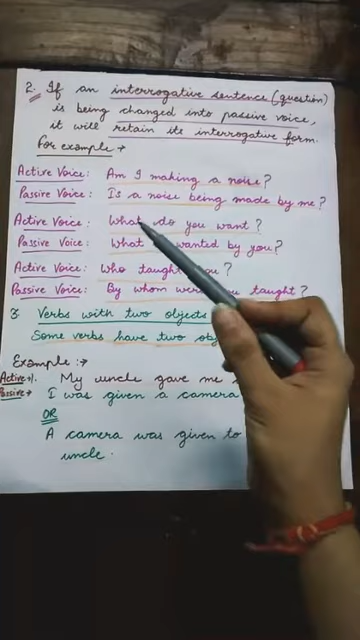 2. If an interrogative sentence (question)
is being changed into passive voice,
it will retain its interrogative form.
For example →
Active Voice: Am I making a noise?
Passive Voice: Is a noise being made by me?
Active Voice: What do you want?
Passive Voice: What wanted by you?
Active Voice: Who taught you?
Passive Voice: By whom were you taught?
3. Verbs with two objects
Some verbs have two
Example :→
Active → 1. My uncle gave me
Passive → I was given a camera
OR
A camera was given to
uncle.